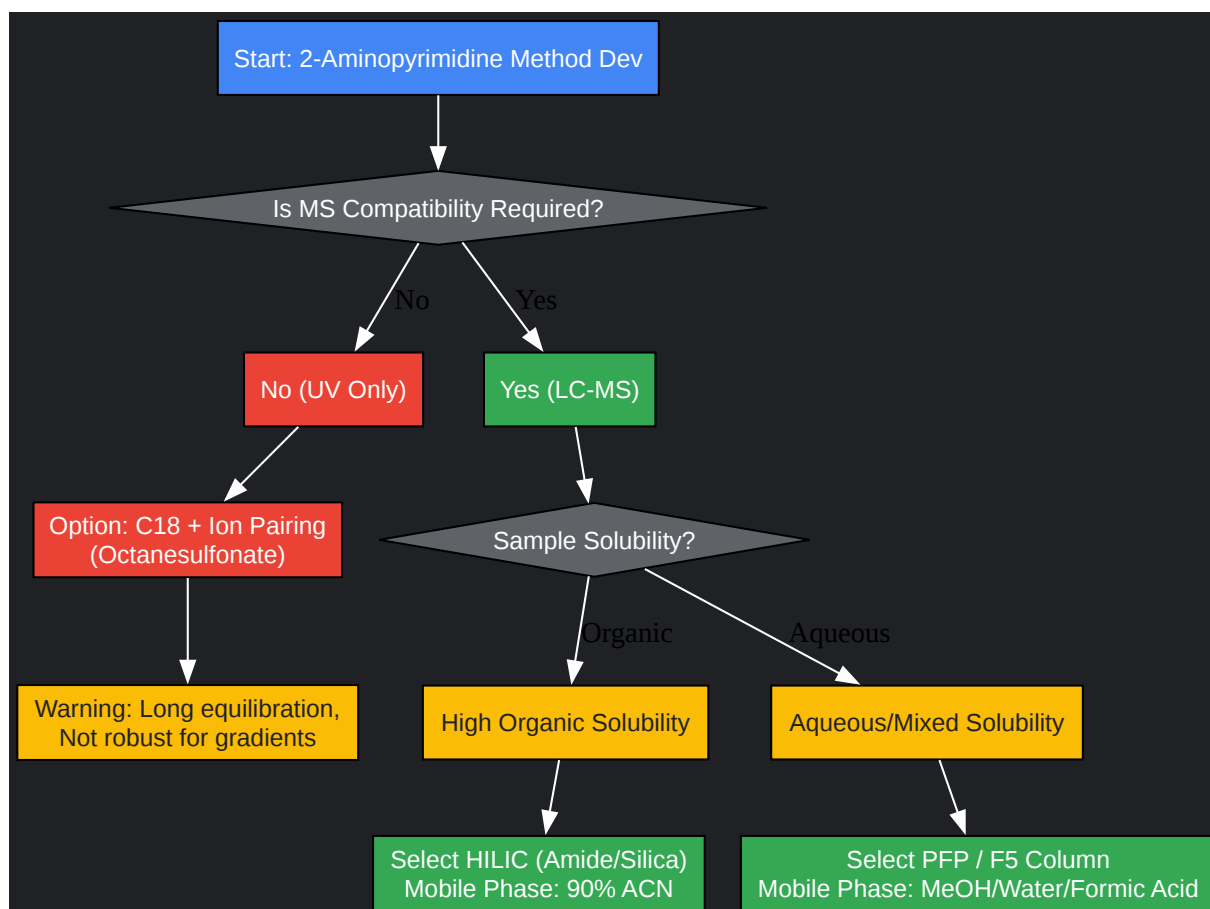 Start: 2-Aminopyrimidine Method Dev
Is MS Compatibility Required?
No
Yes
No (UV Only)
Yes (LC-MS)
Option: C18 + Ion Pairing
(Octanesulfonate)
Sample Solubility?
Organic
Aqueous
Warning: Long equilibration,
Not robust for gradients
High Organic Solubility
Aqueous/Mixed Solubility
Select HILIC (Amide/Silica)
Mobile Phase: 90% ACN
Select PFP / F5 Column
Mobile Phase: MeOH/Water/Formic Acid